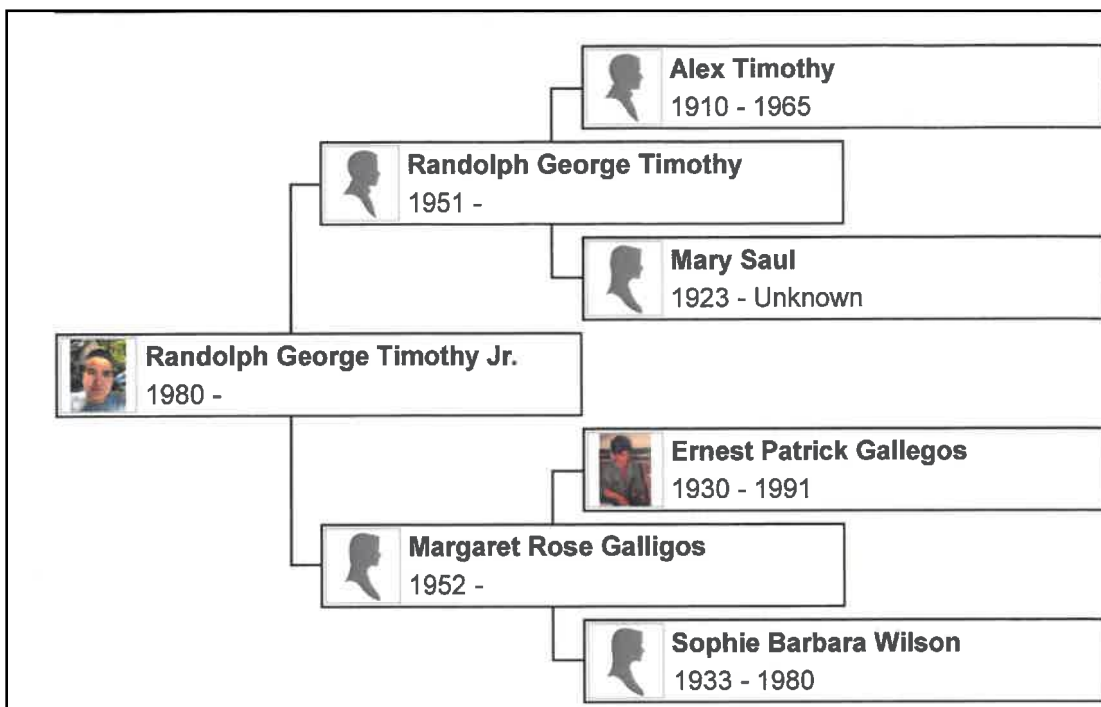 Alex Timothy
1910 - 1965
Randolph George Timothy
1951 -
Mary Saul
1923 - Unknown
Randolph George Timothy Jr.
1980 -
Ernest Patrick Gallegos
1930 - 1991
Margaret Rose Galligos
1952 -
Sophie Barbara Wilson
1933 - 1980